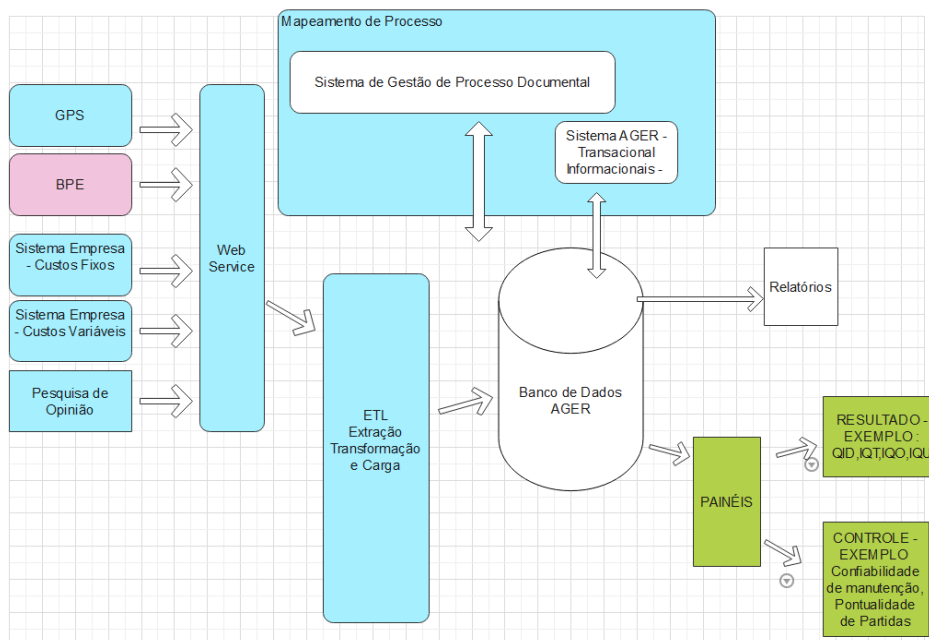 Mapeamento de Processo
Sistema de Gestão de Processo Documental
Sistema AGER -
Transacional
Informacionais -
GPS
BPE
Sistema Empresa
- Custos Fixos
Sistema Empresa
- Custos Variáveis
Pesquisa de
Opinião
Web
Service
ETL
Extração
Transformação
e Carga
Banco de Dados
AGER
Relatórios
PAINÉIS
RESULTADO -
EXEMPLO :
QID,IQT,IQO,IQU
CONTROLE -
EXEMPLO
Confiabilidade
de manutenção,
Pontualidade
de Partidas